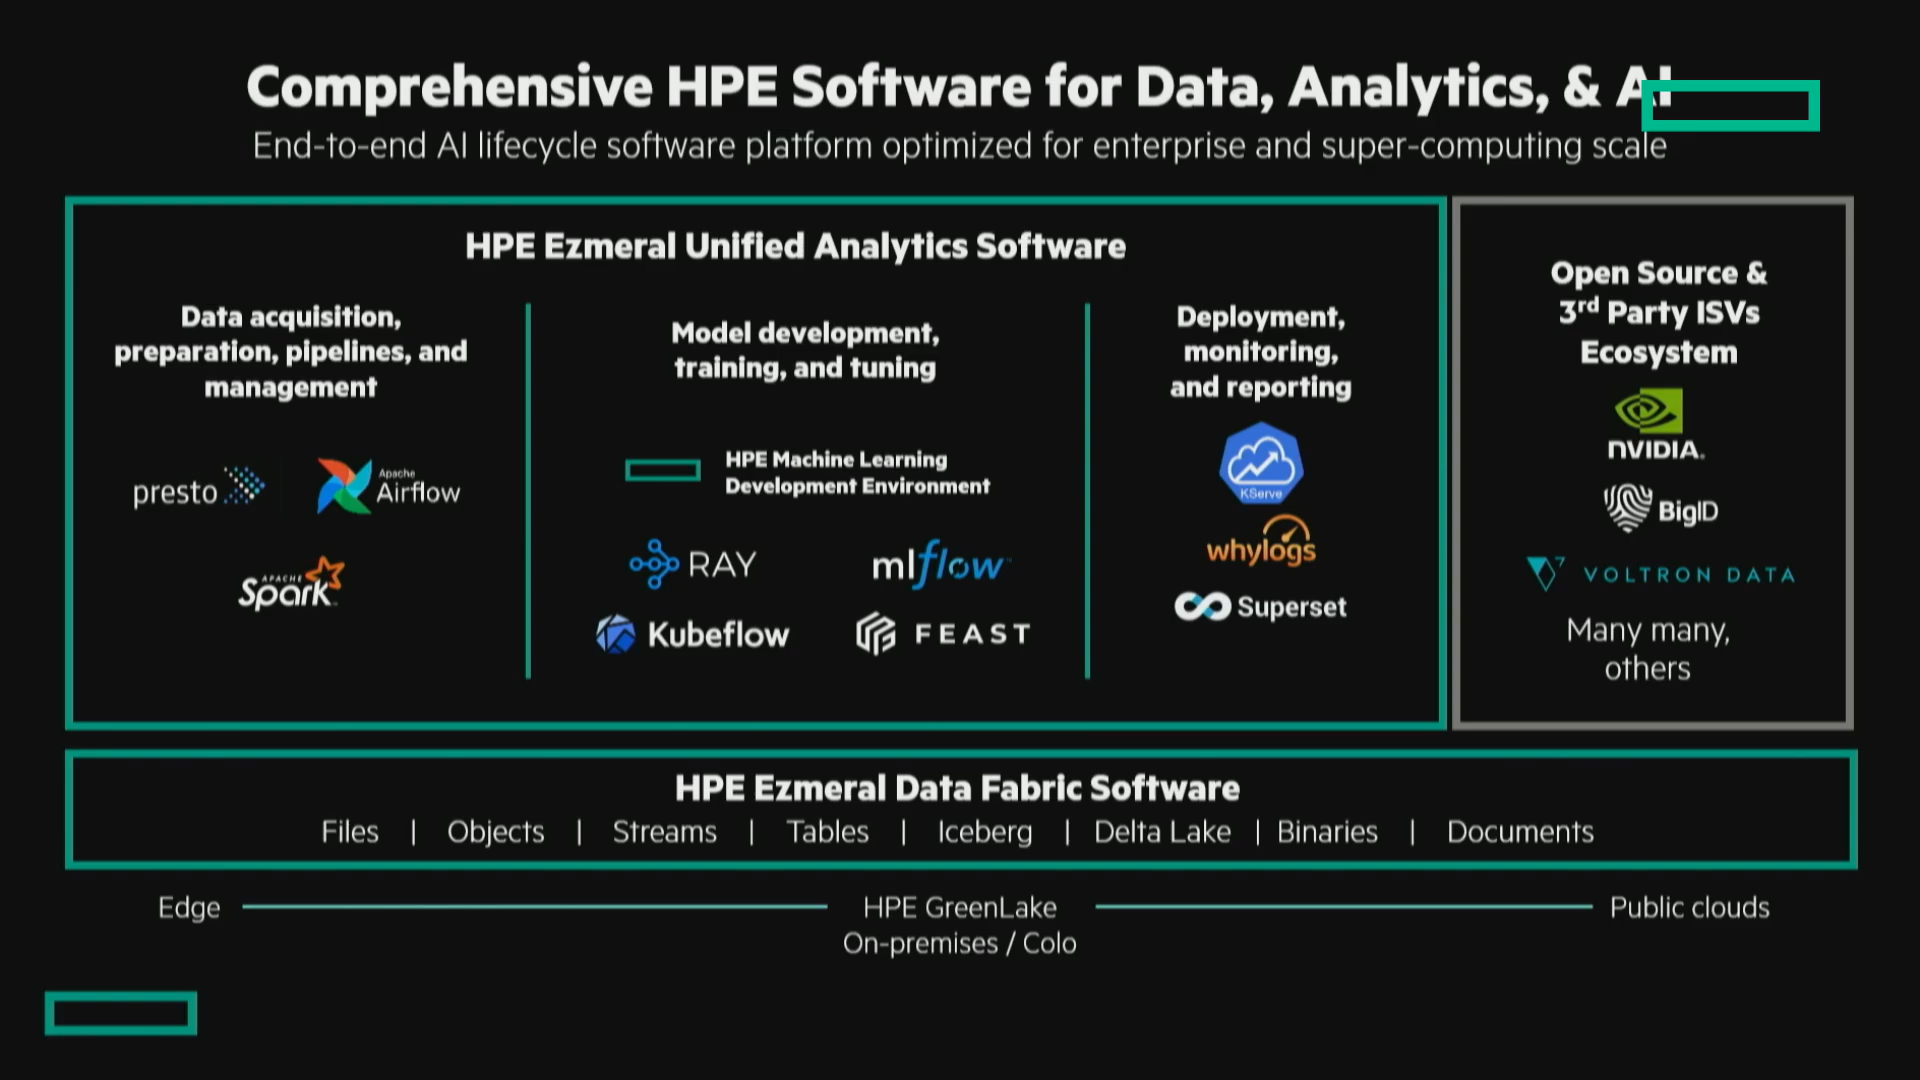 Comprehensive HPE Software for Data, Analytics, & AI
End-to-end AI lifecycle software platform optimized for enterprise and super-computing scale
HPE Ezmeral Unified Analytics Software
Data acquisition,
preparation, pipelines, and
management
presto
Apache
Airflow
APACHE
Spark
Model development,
training, and tuning
HPE Machine Learning
Development Environment
RAY
mlflow
Kubeflow
FEAST
Deployment,
monitoring,
and reporting
KServe
whylogs
Superset
Open Source &
3rd Party ISVs
Ecosystem
NVIDIA.
BigID
VOLTRON DATA
Many many,
others
HPE Ezmeral Data Fabric Software
Files | Objects | Streams | Tables | Iceberg | Delta Lake | Binaries | Documents
Edge
HPE GreenLake
On-premises / Colo
Public clouds